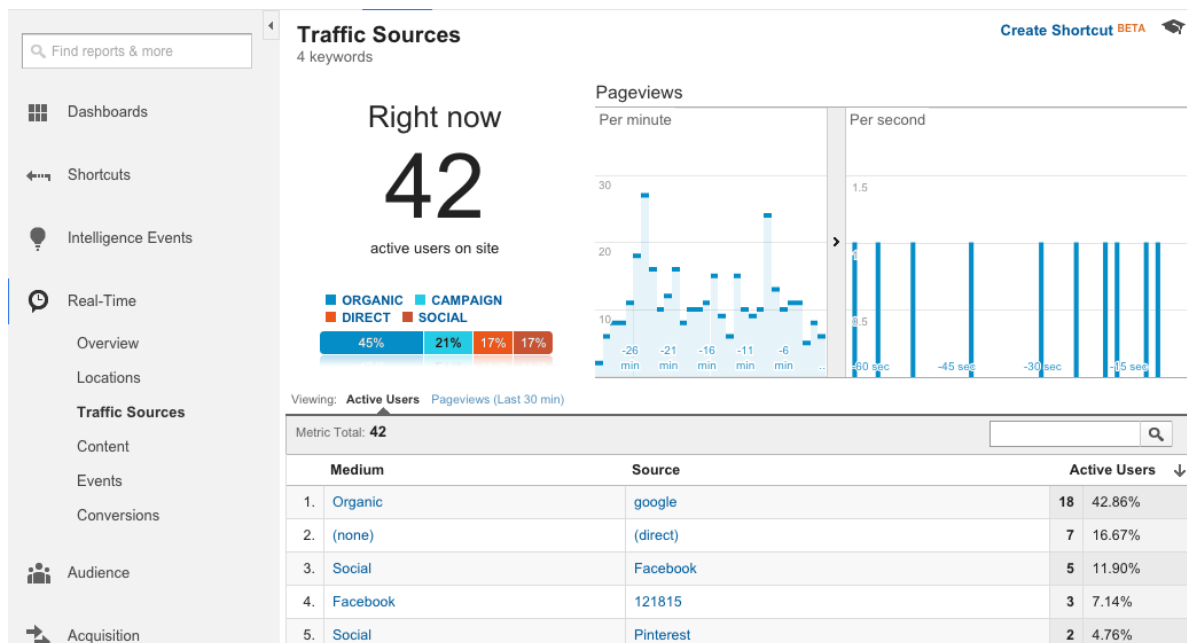 Find reports & more
Dashboards
Shortcuts
Intelligence Events
Real-Time
Overview
Locations
Traffic Sources
Content
Events
Conversions
Audience
Acquisition
Traffic Sources
4 keywords
Create Shortcut BETA
Right now
42
active users on site
ORGANIC CAMPAIGN
DIRECT SOCIAL
45% 21% 17% 17%
Pageviews
Per minute
30
20
10
-26 min
-21 min
-16 min
-11 min
-6 min
..
Per second
1.5
1
0.5
-60 sec
-45 sec
-30 sec
-15 sec
Viewing: Active Users Pageviews (Last 30 min)
Metric Total: 42
Medium Source Active Users
1. Organic google 18 42.86%
2. (none) (direct) 7 16.67%
3. Social Facebook 5 11.90%
4. Facebook 121815 3 7.14%
5. Social Pinterest 2 4.76%